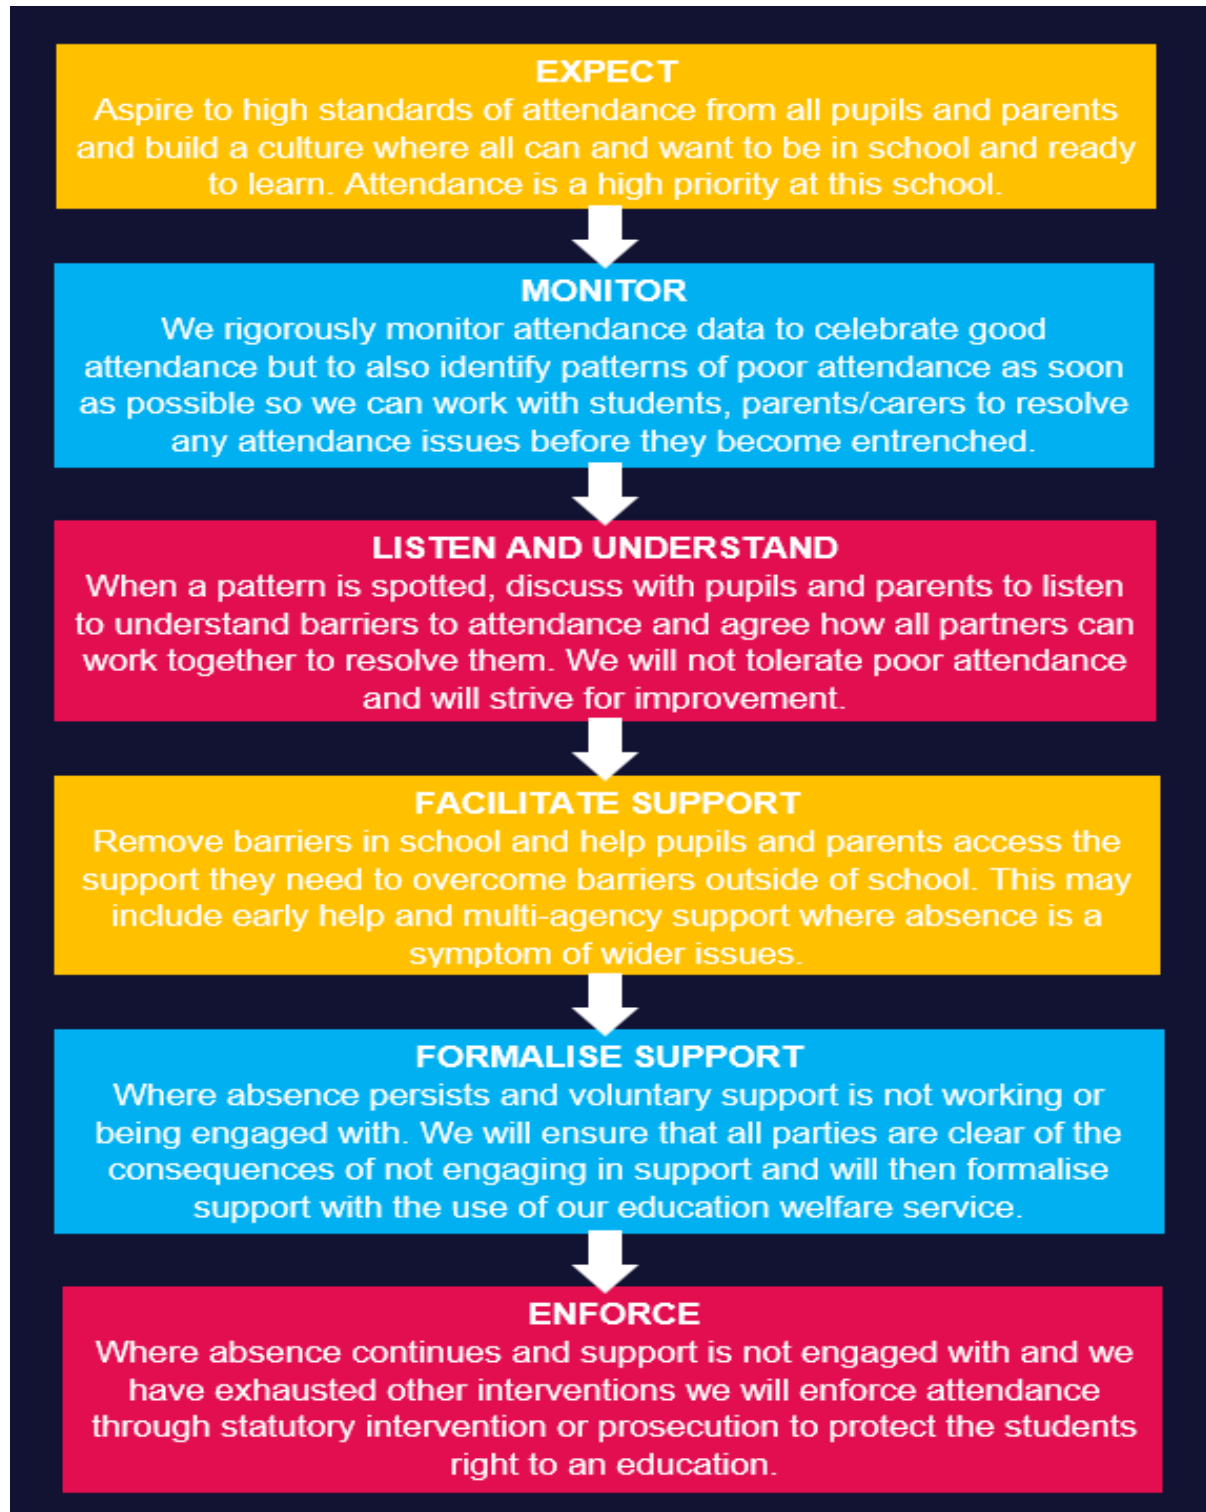 EXPECT
Aspire to high standards of attendance from all pupils and parents
and build a culture where all can and want to be in school and ready
to learn. Attendance is a high priority at this school.
MONITOR
We rigorously monitor attendance data to celebrate good
attendance but to also identify patterns of poor attendance as soon
as possible so we can work with students, parents/carers to resolve
any attendance issues before they become entrenched.
LISTEN AND UNDERSTAND
When a pattern is spotted, discuss with pupils and parents to listen
to understand barriers to attendance and agree how all partners can
work together to resolve them. We will not tolerate poor attendance
and will strive for improvement.
FACILITATE SUPPORT
Remove barriers in school and help pupils and parents access the
support they need to overcome barriers outside of school. This may
include early help and multi-agency support where absence is a
symptom of wider issues.
FORMALISE SUPPORT
Where absence persists and voluntary support is not working or
being engaged with. We will ensure that all parties are clear of the
consequences of not engaging in support and will then formalise
support with the use of our education welfare service.
ENFORCE
Where absence continues and support is not engaged with and we
have exhausted other interventions we will enforce attendance
through statutory intervention or prosecution to protect the students
right to an education.